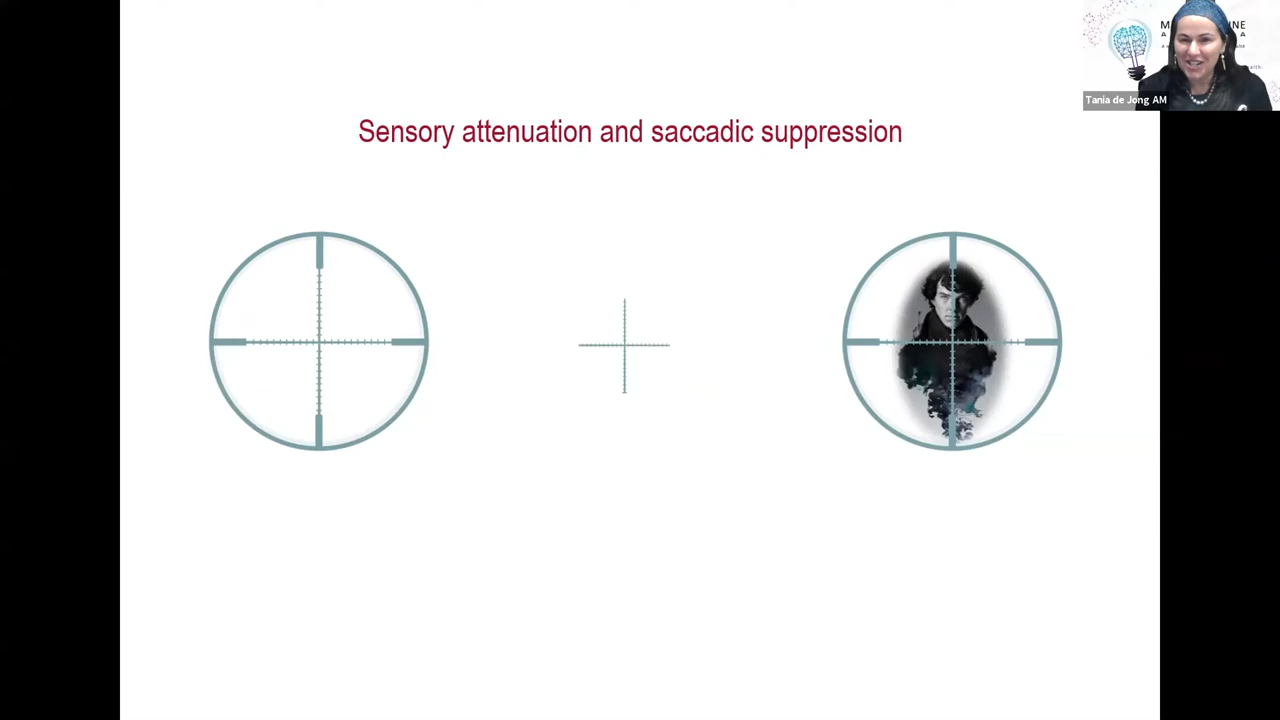 Sensory attenuation and saccadic suppression
Tania de Jong AM